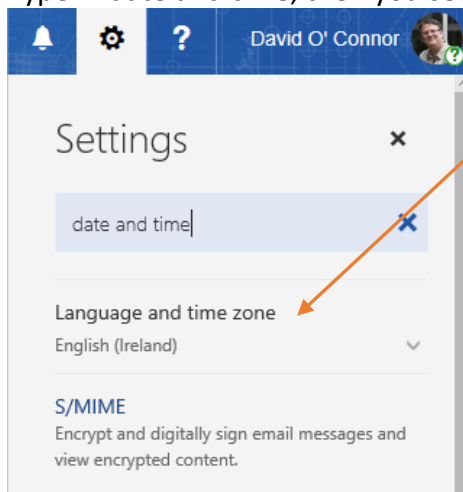 ?
David O' Connor
Settings
date and time
Language and time zone
English (Ireland)
S/MIME
Encrypt and digitally sign email messages and
view encrypted content.